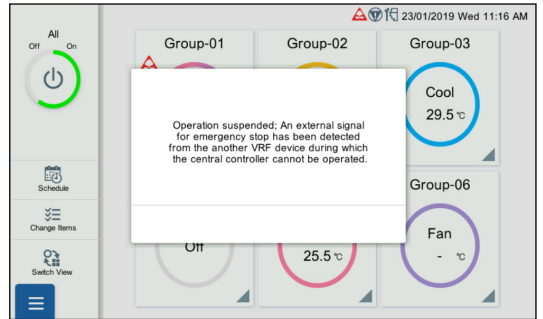 23/01/2019 Wed 11:16 AM
All
Off On
Group-01
Group-02
Group-03
Cool
29.5 °C
Operation suspended; An external signal
for emergency stop has been detected
from the another VRF device during which
the central controller cannot be operated.
Schedule
Group-06
Change Items
Fan
- °C
Off
25.5 °C
Switch View